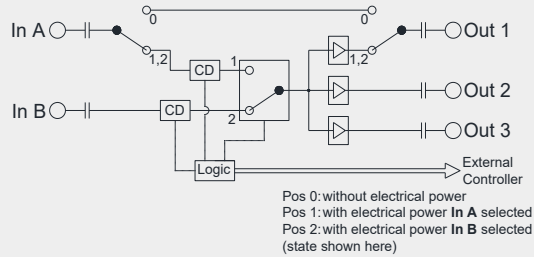 0 0
In A Out 1
1,2 CD 1 1,2
In B CD 2 Out 2
Out 3
Logic External
Controller
Pos 0: without electrical power
Pos 1: with electrical power In A selected
Pos 2: with electrical power In B selected
(state shown here)